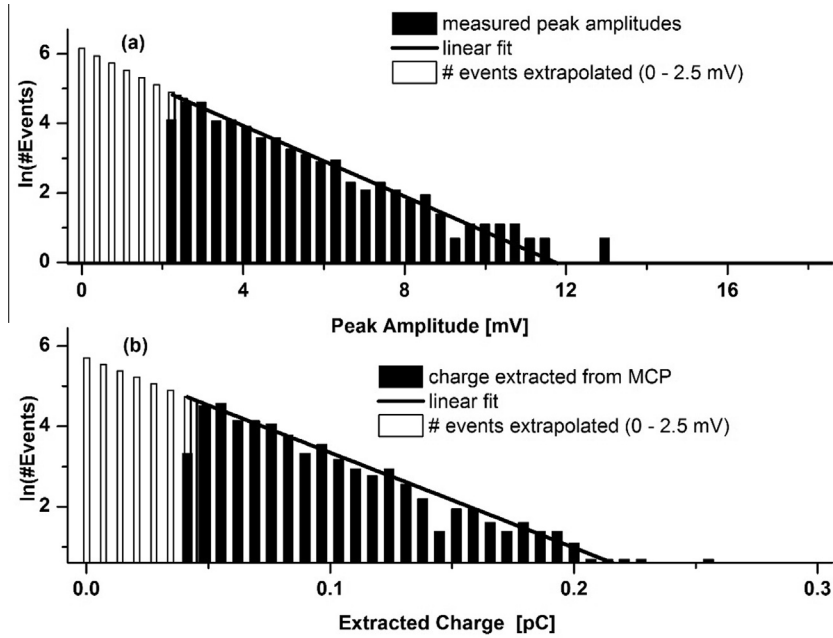 (a)
measured peak amplitudes
linear fit
# events extrapolated (0 - 2.5 mV)
ln(#Events)
6
4
2
0
0 4 8 12 16
Peak Amplitude [mV]
(b)
charge extracted from MCP
linear fit
# events extrapolated (0 - 2.5 mV)
ln(#Events)
6
4
2
0.0 0.1 0.2 0.3
Extracted Charge [pC]